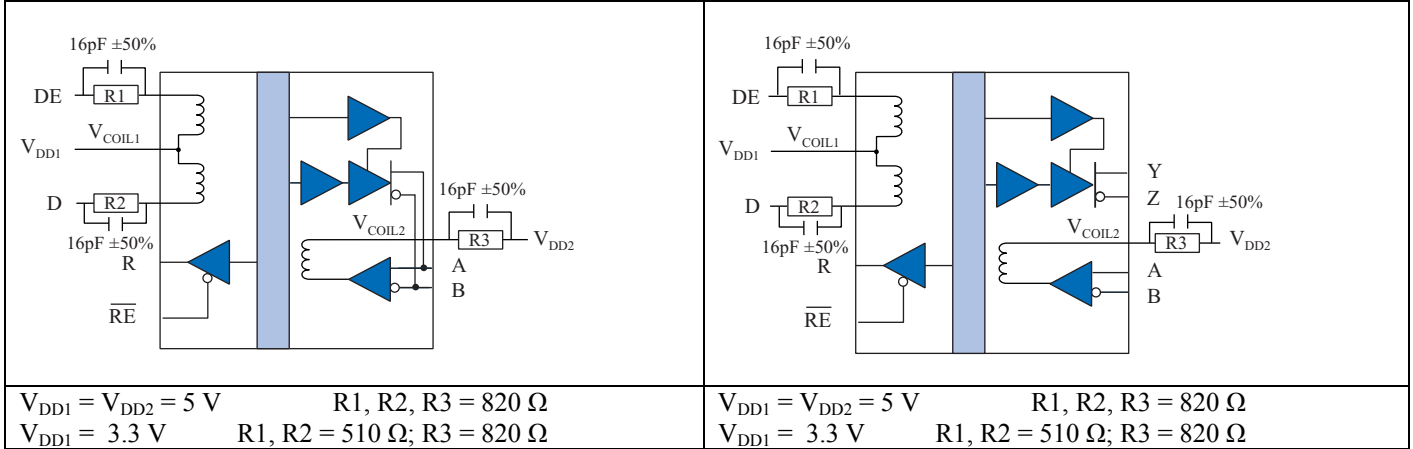 16pF ±50%
DE
R1
V_COIL1
V_DD1
D
R2
16pF ±50%
R
RE
16pF ±50%
V_COIL2
R3
V_DD2
A
B
V_DD1 = V_DD2 = 5 V R1, R2, R3 = 820 Ω
V_DD1 = 3.3 V R1, R2 = 510 Ω; R3 = 820 Ω
16pF ±50%
DE
R1
V_COIL1
V_DD1
D
R2
16pF ±50%
R
RE
Y
Z
16pF ±50%
V_COIL2
R3
V_DD2
A
B
V_DD1 = V_DD2 = 5 V R1, R2, R3 = 820 Ω
V_DD1 = 3.3 V R1, R2 = 510 Ω; R3 = 820 Ω